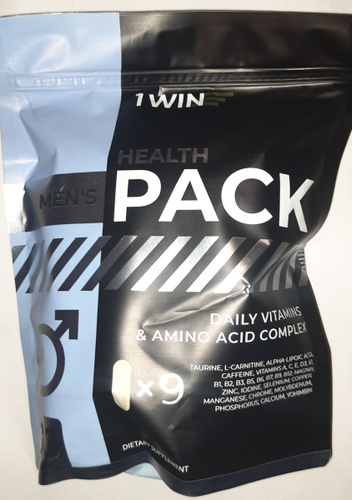 1WIN
HEALTH
MEN'S
PACK
DAILY VITAMINS
& AMINO ACID COMPLEX
×9
TAURINE, L-CARNITINE, ALPHA-LIPOIC ACID,
CAFFEINE, VITAMINS A, C, E, D3, K1,
B1, B2, B3, B5, B6, B7, B9, B12, MAGNIY,
ZINC, IODINE, SELENIUM, COPPER,
MANGANESE, CHROME, MOLYBDENUM,
PHOSPHORUS, CALCIUM, YOHIMBIN
DIETARY SUPPLEMENT